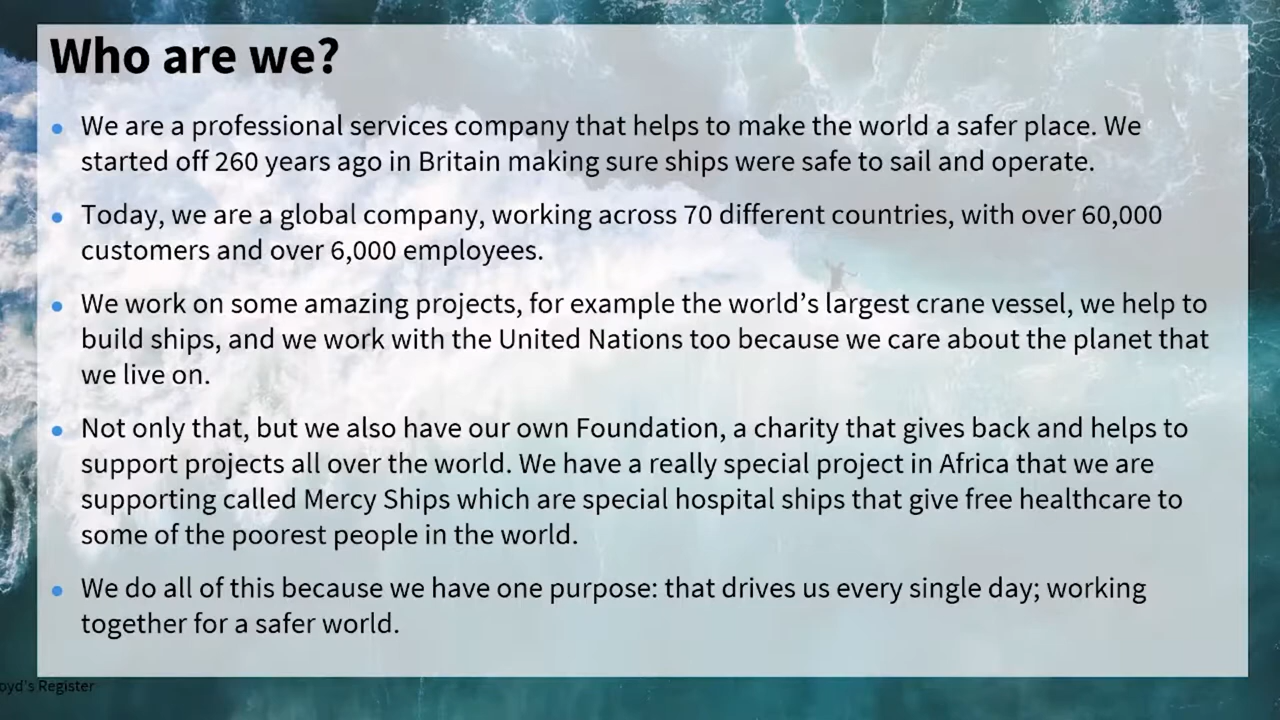 Who are we?
We are a professional services company that helps to make the world a safer place. We
started off 260 years ago in Britain making sure ships were safe to sail and operate.
Today, we are a global company, working across 70 different countries, with over 60,000
customers and over 6,000 employees.
We work on some amazing projects, for example the world’s largest crane vessel, we help to
build ships, and we work with the United Nations too because we care about the planet that
we live on.
Not only that, but we also have our own Foundation, a charity that gives back and helps to
support projects all over the world. We have a really special project in Africa that we are
supporting called Mercy Ships which are special hospital ships that give free healthcare to
some of the poorest people in the world.
We do all of this because we have one purpose: that drives us every single day; working
together for a safer world.
oyd's Register